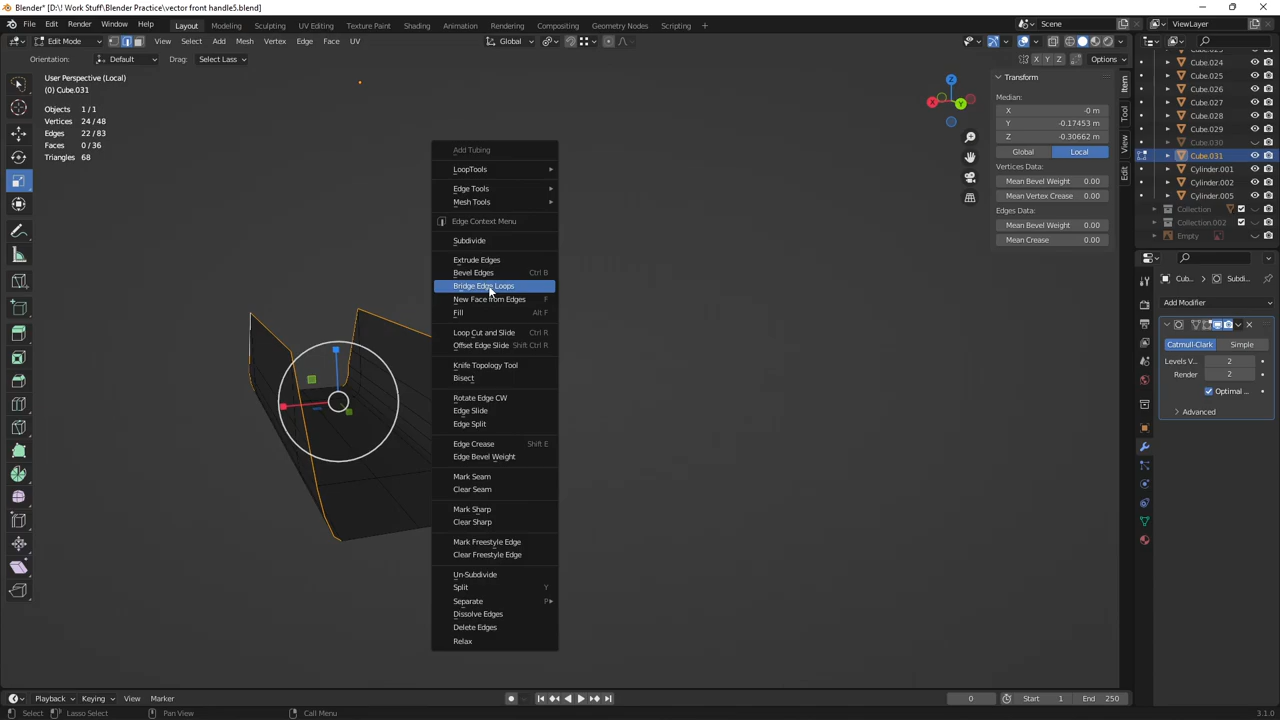 Blender* [D:\! Work Stuff\Blender Practice\vector front handle5.blend]
File Edit Render Window Help Layout Modeling Sculpting UV Editing Texture Paint Shading Animation Rendering Compositing Geometry Nodes Scripting + Scene ViewLayer
Edit Mode View Select Add Mesh Vertex Edge Face UV Global
Orientation: Default Drag: Select Lass X Y Z Options
User Perspective (Local)
(0) Cube.031
Objects 1/1
Vertices 24/48
Edges 22/83
Faces 0/36
Triangles 68
Add Tubing
LoopTools
Edge Tools
Mesh Tools
Edge Context Menu
Subdivide
Extrude Edges
Bevel Edges Ctrl B
Bridge Edge Loops
New Face from Edges F
Fill Alt F
Loop Cut and Slide Ctrl R
Offset Edge Slide Shift Ctrl R
Knife Topology Tool
Bisect
Rotate Edge CW
Edge Slide
Edge Split
Edge Crease Shift E
Edge Bevel Weight
Mark Seam
Clear Seam
Mark Sharp
Clear Sharp
Mark Freestyle Edge
Clear Freestyle Edge
Un-Subdivide
Split Y
Separate P
Dissolve Edges
Delete Edges
Relax
Z
X
Y
Transform
Median:
X -0 m
Y -0.17453 m
Z -0.30662 m
Global Local
Vertices Data:
Mean Bevel Weight 0.00
Mean Vertex Crease 0.00
Edges Data:
Mean Bevel Weight 0.00
Mean Crease 0.00
Item
Tool
View
Edit
Cube.024
Cube.025
Cube.026
Cube.027
Cube.028
Cube.029
Cube.030
Cube.031
Cylinder.001
Cylinder.002
Cylinder.005
Collection
Collection.002
Empty
Cub... Subdi...
Add Modifier
Catmull-Clark Simple
Levels V... 2
Render 2
Optimal ...
Advanced
Playback Keying View Marker 0 Start 1 End 250
Select Lasso Select Pan View Call Menu 3.1.0